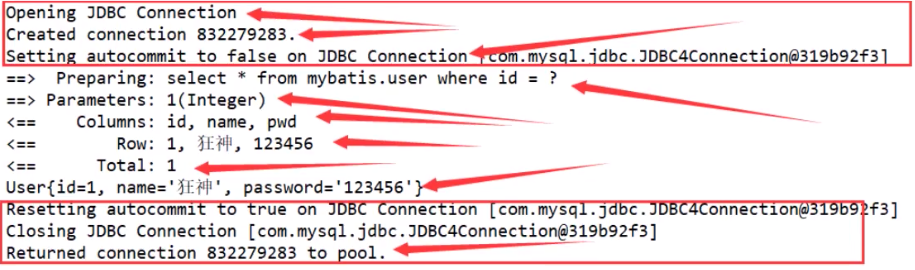 Opening JDBC Connection
Created connection 832279283.
Setting autocommit to false on JDBC Connection [com.mysql.jdbc.JDBC4Connection@319b92f3]
==>  Preparing: select * from mybatis.user where id = ?
==> Parameters: 1(Integer)
<==    Columns: id, name, pwd
<==        Row: 1, 狂神, 123456
<==      Total: 1
User{id=1, name='狂神', password='123456'}
Resetting autocommit to true on JDBC Connection [com.mysql.jdbc.JDBC4Connection@319b92f3]
Closing JDBC Connection [com.mysql.jdbc.JDBC4Connection@319b92f3]
Returned connection 832279283 to pool.